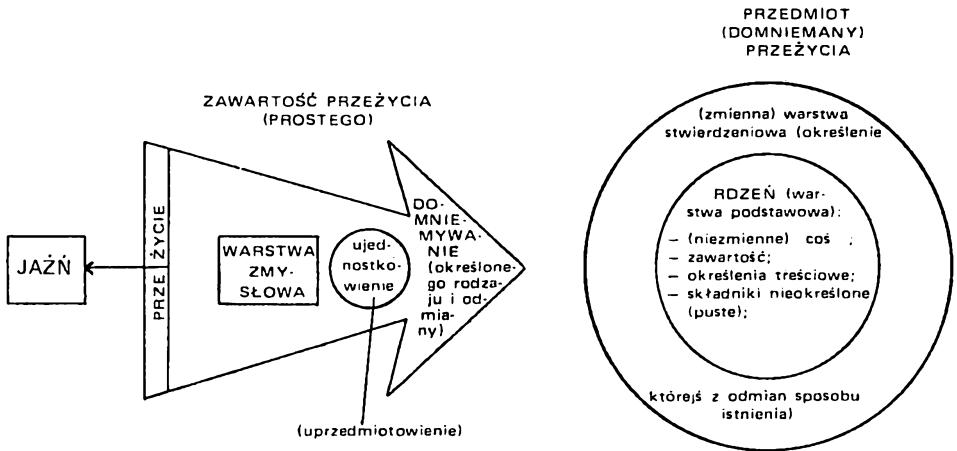 PRZEDMIOT
(DOMNIEMANY)
PRZEŻYCIA
ZAWARTOŚĆ PRZEŻYCIA
(PROSTEGO)
JAŹŃ
PRZE ŻYCIE
WARSTWA
ZMY-
SŁOWA
ujed-
nostko-
wienie
(uprzedmiotowienie)
DO-
MNIE-
MYWA-
NIE
(określone-
go rodza-
ju i od-
mia-
ny)
(zmienna) warstwa
stwierdzeniowa (określenie
RDZEŃ (war-
stwa podstawowa):
– (niezmienne) coś ;
– zawartość;
– określenia treściowe;
– składniki nieokreślone
(puste);
którejś z odmian sposobu
istnienia)